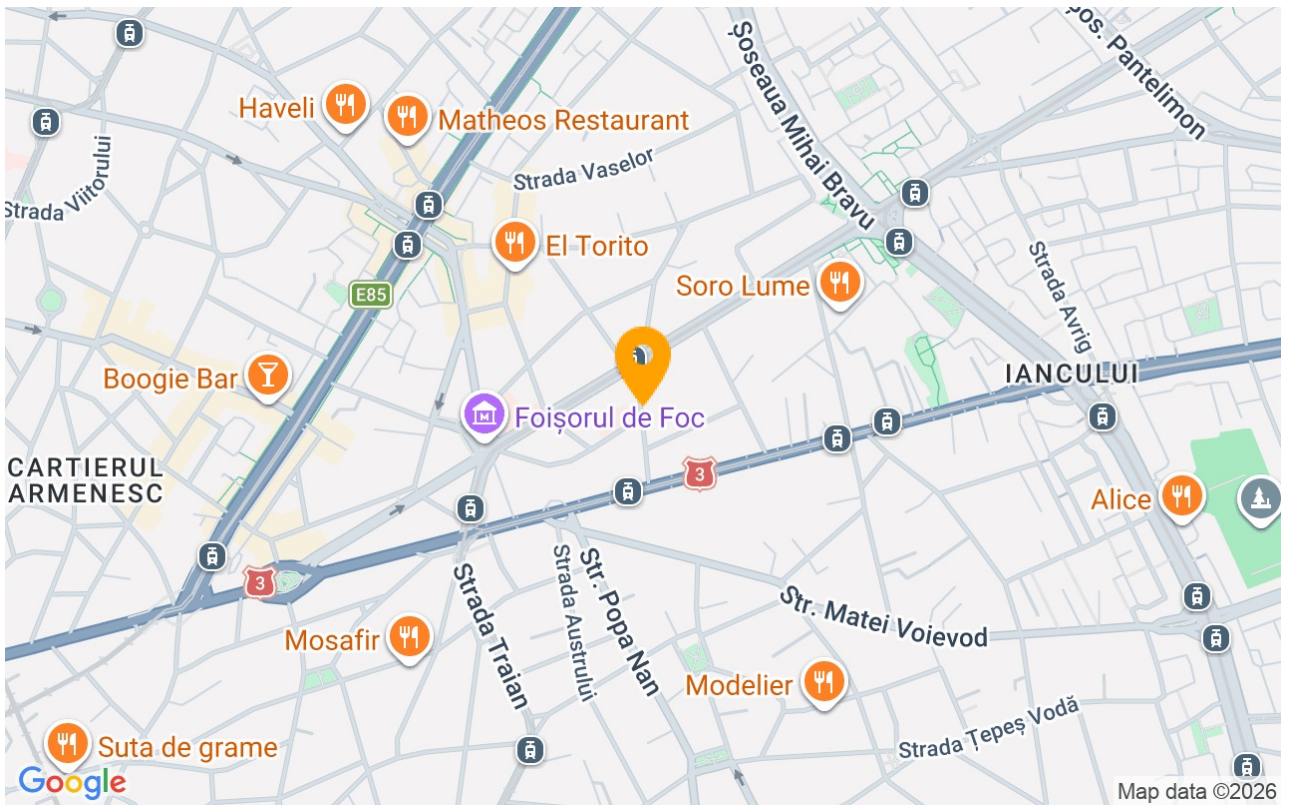 Șoseaua Mihai Bravu
Șos. Pantelimon
Haveli
Matheos Restaurant
Strada Vaselor
Strada Viitorului
El Torito
Soro Lume
Strada Avrig
E85
Boogie Bar
IANCULUI
Foișorul de Foc
CARTIERUL
ARMENESC
3
Alice
3
Strada Traian
Strada Austrului
Str. Popa Nan
Str. Matei Voievod
Mosafir
Modelier
Strada Țepeș Vodă
Suta de grame
Google
Map data ©2026